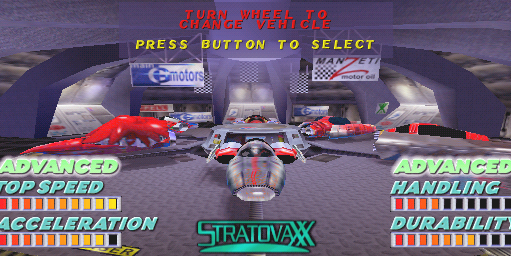 TURN WHEEL TO
CHANGE VEHICLE
PRESS BUTTON TO SELECT
motors
MANZETI
motor oil
ADVANCED
TOP SPEED
ACCELERATION
ADVANCED
HANDLING
DURABILITY
STRATOVAXX